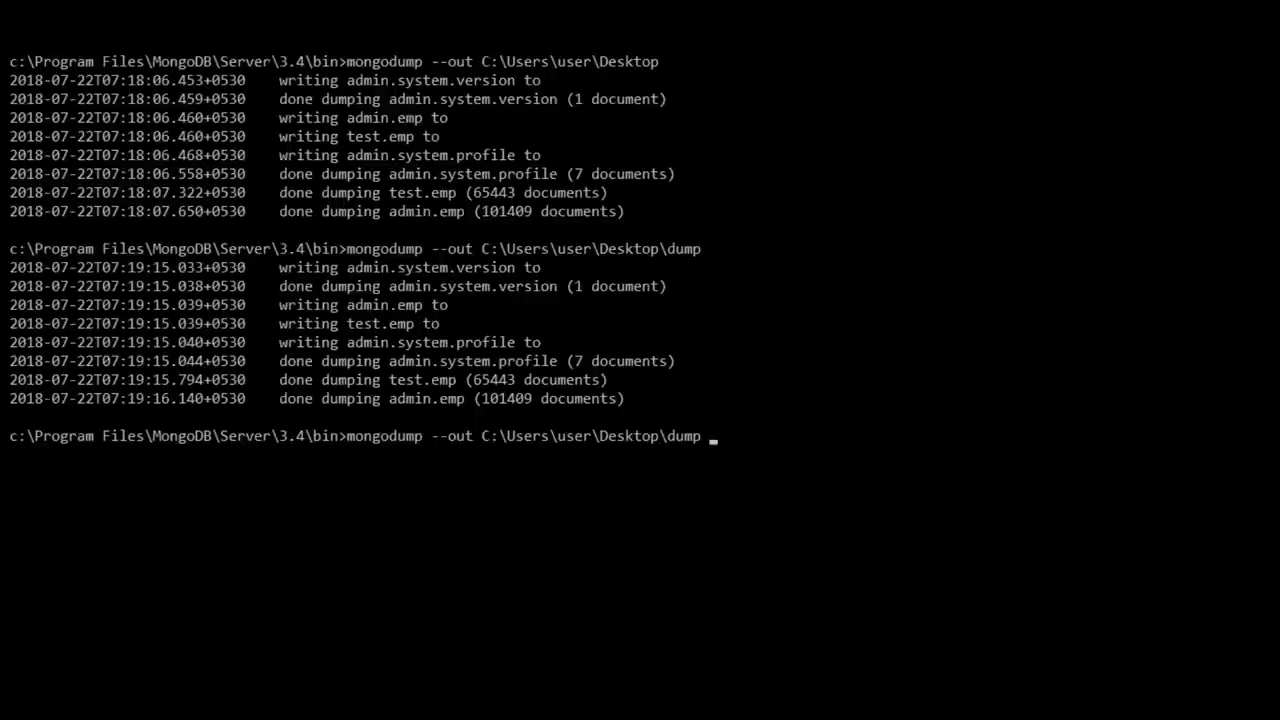 c:\Program Files\MongoDB\Server\3.4\bin>mongodump --out C:\Users\user\Desktop
2018-07-22T07:18:06.453+0530    writing admin.system.version to
2018-07-22T07:18:06.459+0530    done dumping admin.system.version (1 document)
2018-07-22T07:18:06.460+0530    writing admin.emp to
2018-07-22T07:18:06.460+0530    writing test.emp to
2018-07-22T07:18:06.468+0530    writing admin.system.profile to
2018-07-22T07:18:06.558+0530    done dumping admin.system.profile (7 documents)
2018-07-22T07:18:07.322+0530    done dumping test.emp (65443 documents)
2018-07-22T07:18:07.650+0530    done dumping admin.emp (101409 documents)
c:\Program Files\MongoDB\Server\3.4\bin>mongodump --out C:\Users\user\Desktop\dump
2018-07-22T07:19:15.033+0530    writing admin.system.version to
2018-07-22T07:19:15.038+0530    done dumping admin.system.version (1 document)
2018-07-22T07:19:15.039+0530    writing admin.emp to
2018-07-22T07:19:15.039+0530    writing test.emp to
2018-07-22T07:19:15.040+0530    writing admin.system.profile to
2018-07-22T07:19:15.044+0530    done dumping admin.system.profile (7 documents)
2018-07-22T07:19:15.794+0530    done dumping test.emp (65443 documents)
2018-07-22T07:19:16.140+0530    done dumping admin.emp (101409 documents)
c:\Program Files\MongoDB\Server\3.4\bin>mongodump --out C:\Users\user\Desktop\dump